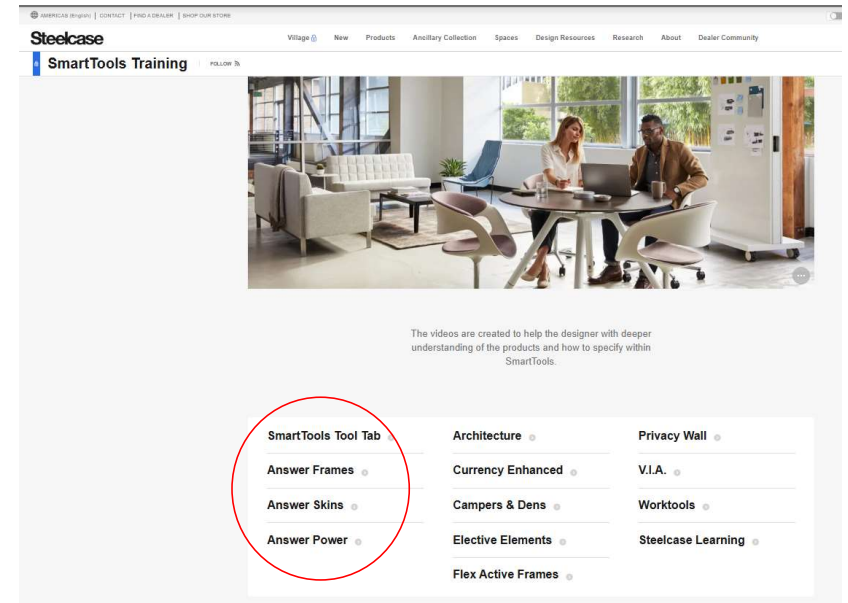 AMERICAS (English) | CONTACT | FIND A DEALER | SHOP OUR STORE
Steelcase
Village New Products Ancillary Collection Spaces Design Resources Research About Dealer Community
SmartTools Training FOLLOW
The videos are created to help the designer with deeper
understanding of the products and how to specify within
SmartTools.
SmartTools Tool Tab
Answer Frames
Answer Skins
Answer Power
Architecture
Currency Enhanced
Campers & Dens
Elective Elements
Flex Active Frames
Privacy Wall
V.I.A.
Worktools
Steelcase Learning